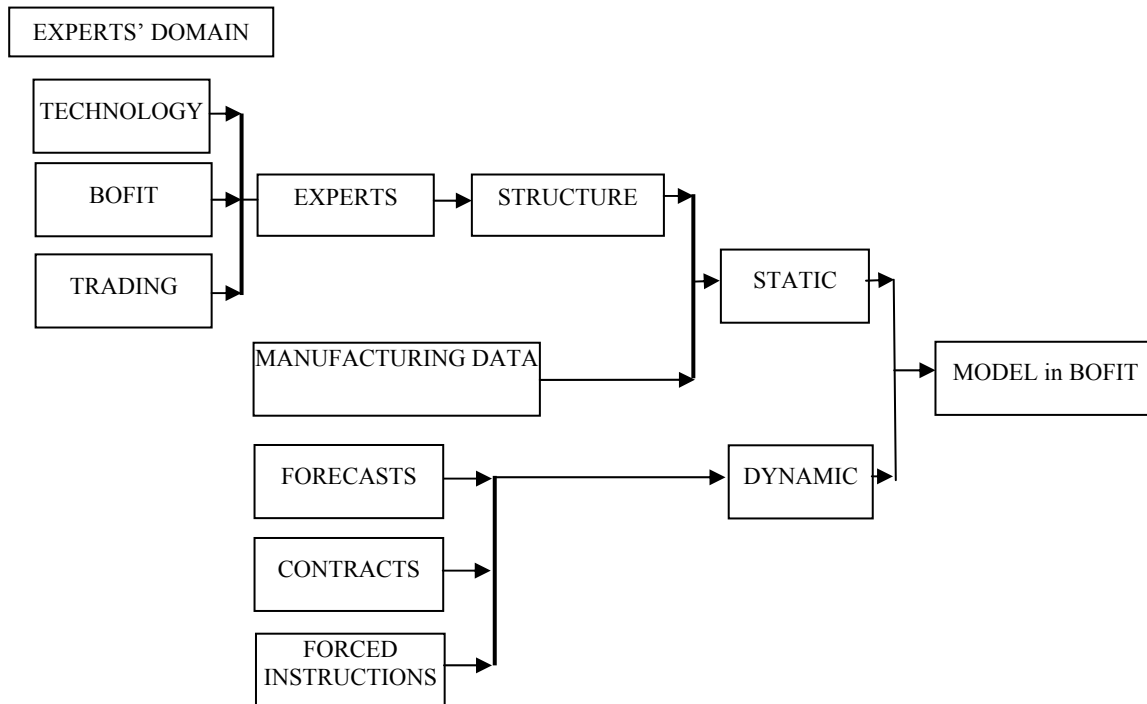 EXPERTS’ DOMAIN
TECHNOLOGY
BOFIT
EXPERTS
STRUCTURE
TRADING
STATIC
MANUFACTURING DATA
MODEL in BOFIT
FORECASTS
DYNAMIC
CONTRACTS
FORCED
INSTRUCTIONS